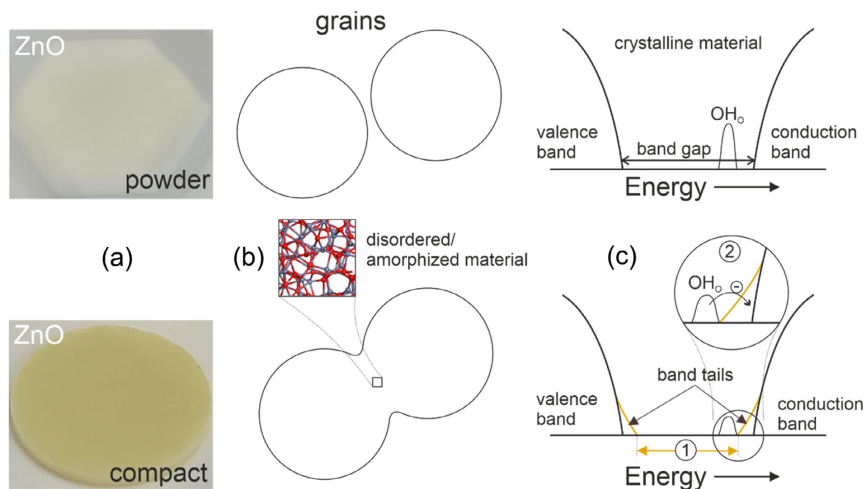 ZnO
powder
grains
crystalline material
OHO
valence
band
band gap
conduction
band
Energy
(a)
(b)
disordered/
amorphized material
(c)
2
OHO
-
ZnO
compact
band tails
valence
band
conduction
band
1
Energy